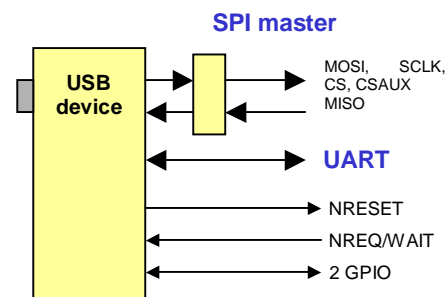 SPI master
USB
device
MOSI, SCLK,
CS, CSAUX
MISO
UART
NRESET
NREQ/WAIT
2 GPIO